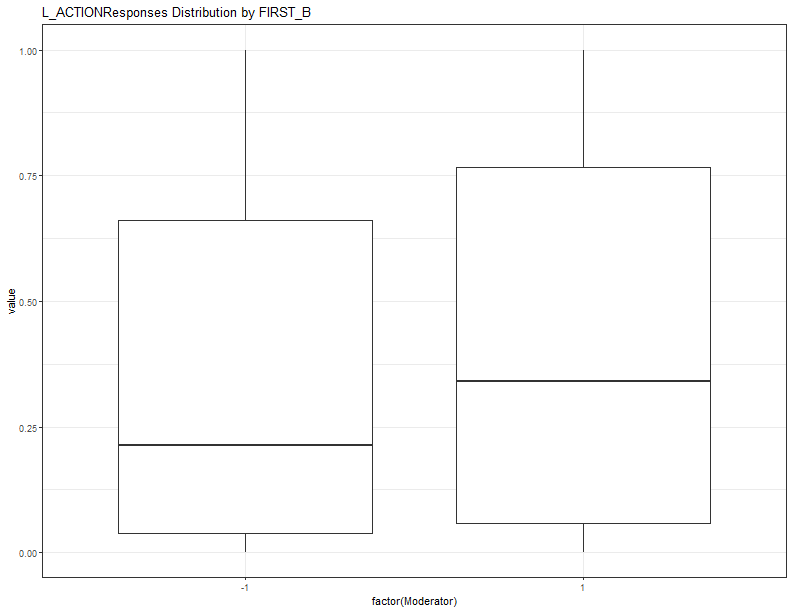 L_ACTIONResponses Distribution by FIRST_B
1.00
0.75
0.50
0.25
0.00
value
-1
1
factor(Moderator)